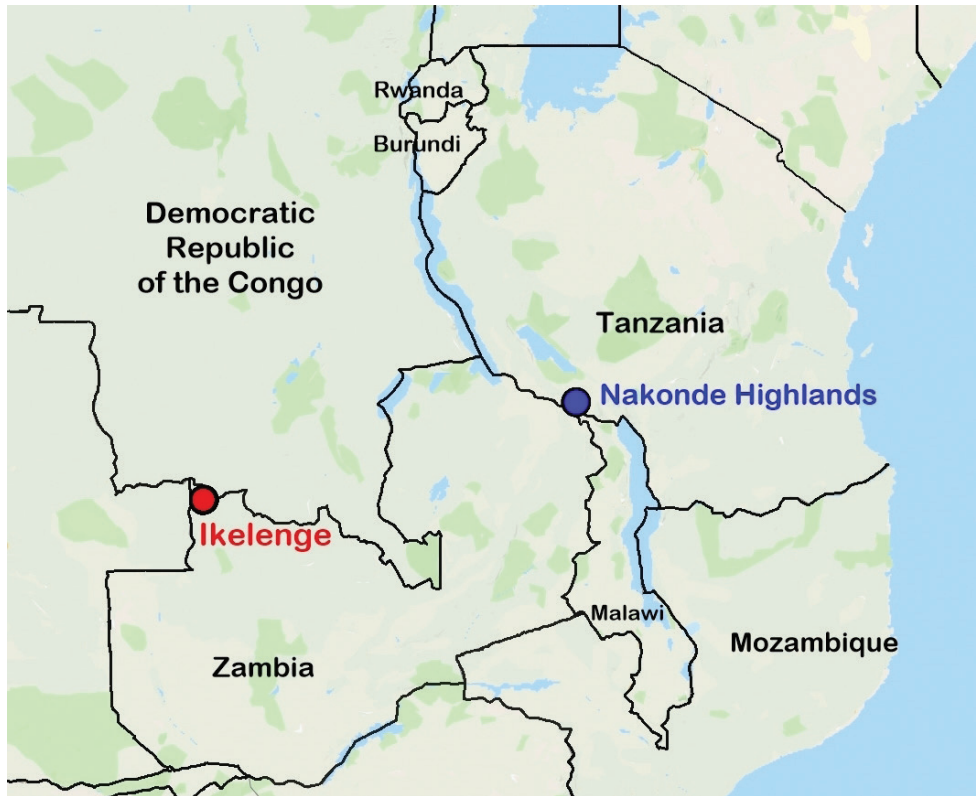 Rwanda
Burundi
Democratic
Republic
of the Congo
Tanzania
Nakonde Highlands
Ikelenge
Malawi
Mozambique
Zambia